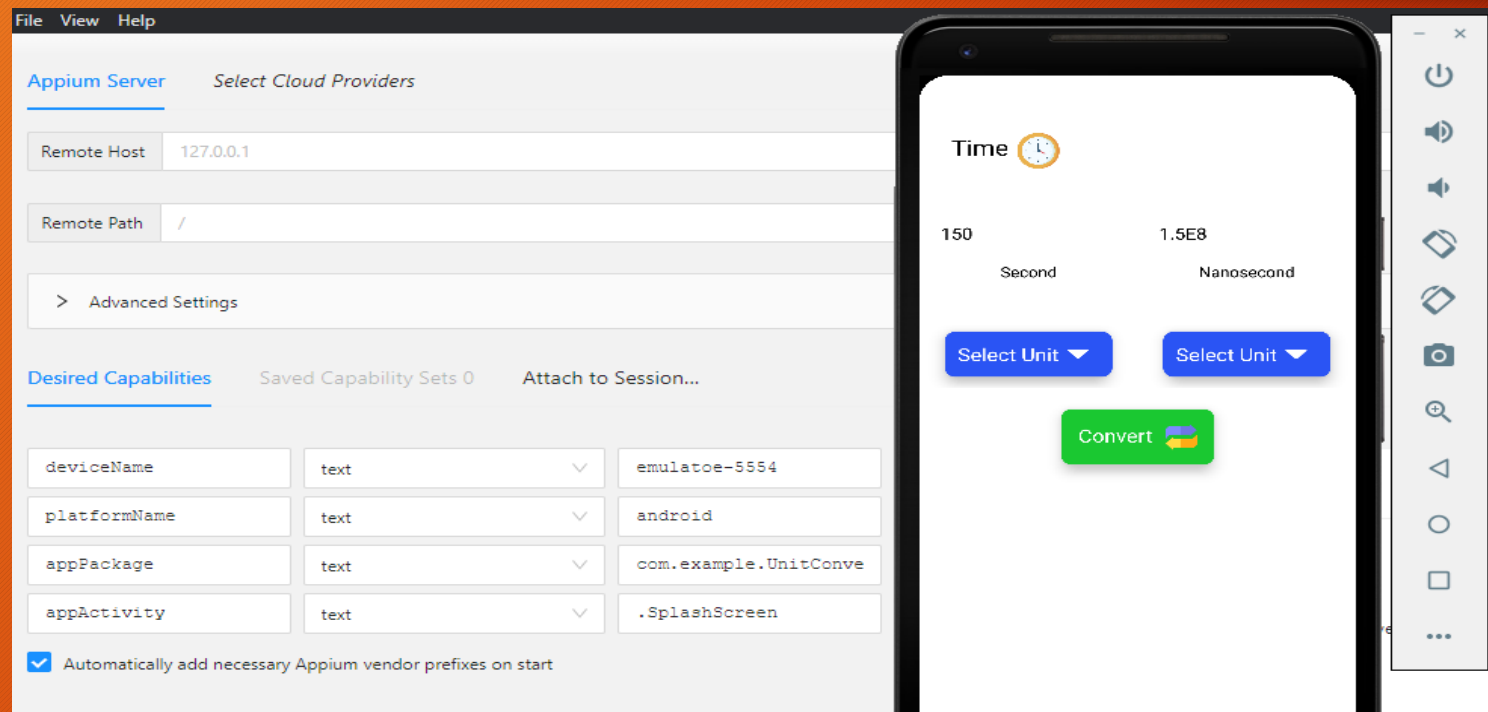 File View Help
Appium Server Select Cloud Providers
Remote Host 127.0.0.1
Remote Path /
> Advanced Settings
Desired Capabilities Saved Capability Sets 0 Attach to Session...
deviceName text emulatoe-5554
platformName text android
appPackage text com.example.UnitConve
appActivity text .SplashScreen
Automatically add necessary Appium vendor prefixes on start
Time
150 1.5E8
Second Nanosecond
Select Unit Select Unit
Convert